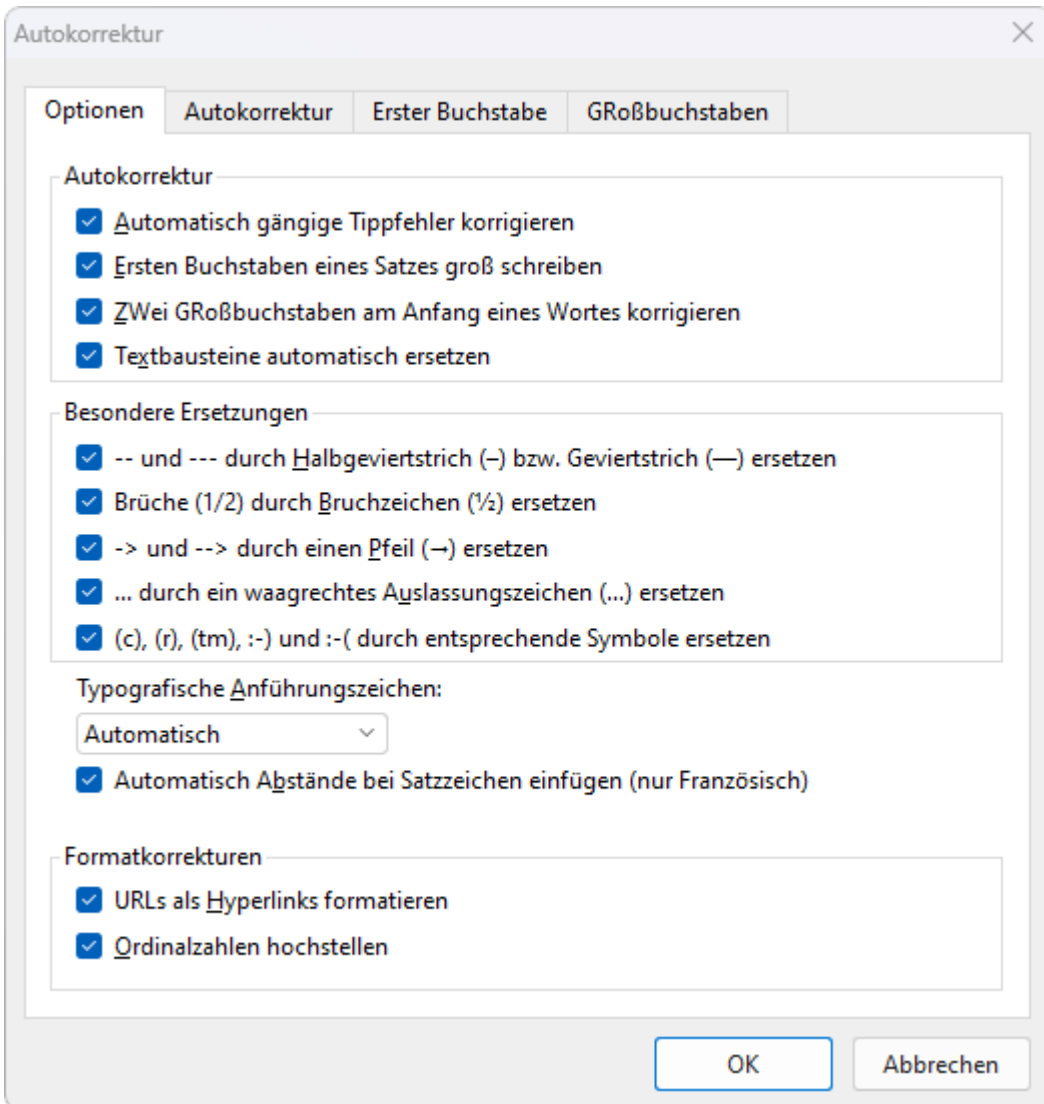 Autokorrektur
Optionen
Autokorrektur
Erster Buchstabe
GRoßbuchstaben
Autokorrektur
Automatisch gängige Tippfehler korrigieren
Ersten Buchstaben eines Satzes groß schreiben
ZWei GRoßbuchstaben am Anfang eines Wortes korrigieren
Textbausteine automatisch ersetzen
Besondere Ersetzungen
-- und --- durch Halbgeviertstrich (–) bzw. Geviertstrich (—) ersetzen
Brüche (1/2) durch Bruchzeichen (½) ersetzen
-> und --> durch einen Pfeil (→) ersetzen
... durch ein waagrechtes Auslassungszeichen (…) ersetzen
(c), (r), (tm), :-) und :-( durch entsprechende Symbole ersetzen
Typografische Anführungszeichen:
Automatisch
Automatisch Abstände bei Satzzeichen einfügen (nur Französisch)
Formatkorrekturen
URLs als Hyperlinks formatieren
Ordinalzahlen hochstellen
OK
Abbrechen